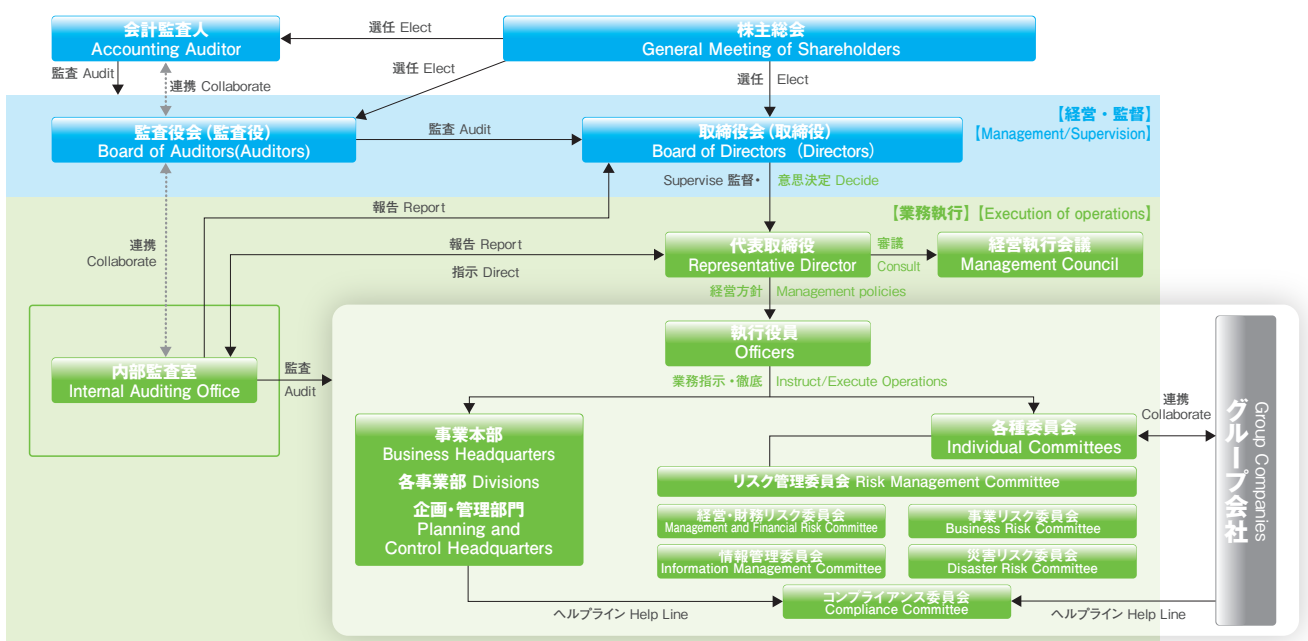 会計監査人
Accounting Auditor
選任 Elect
株主総会
General Meeting of Shareholders
監査 Audit
連携 Collaborate
選任 Elect
選任 Elect
【経営・監督】
【Management/Supervision】
監査役会(監査役)
Board of Auditors(Auditors)
監査 Audit
取締役会(取締役)
Board of Directors (Directors)
Supervise 監督・意思決定 Decide
【業務執行】【Execution of operations】
報告 Report
連携
Collaborate
報告 Report
指示 Direct
代表取締役
Representative Director
審議
Consult
経営執行会議
Management Council
経営方針 Management policies
執行役員
Officers
内部監査室
Internal Auditing Office
監査
Audit
業務指示・徹底 Instruct/Execute Operations
事業本部
Business Headquarters
各事業部 Divisions
企画・管理部門
Planning and
Control Headquarters
各種委員会
Individual Committees
連携
Collaborate
グループ会社
Group Companies
リスク管理委員会 Risk Management Committee
経営・財務リスク委員会
Management and Financial Risk Committee
事業リスク委員会
Business Risk Committee
情報管理委員会
Information Management Committee
災害リスク委員会
Disaster Risk Committee
コンプライアンス委員会
Compliance Committee
ヘルプライン Help Line
ヘルプライン Help Line